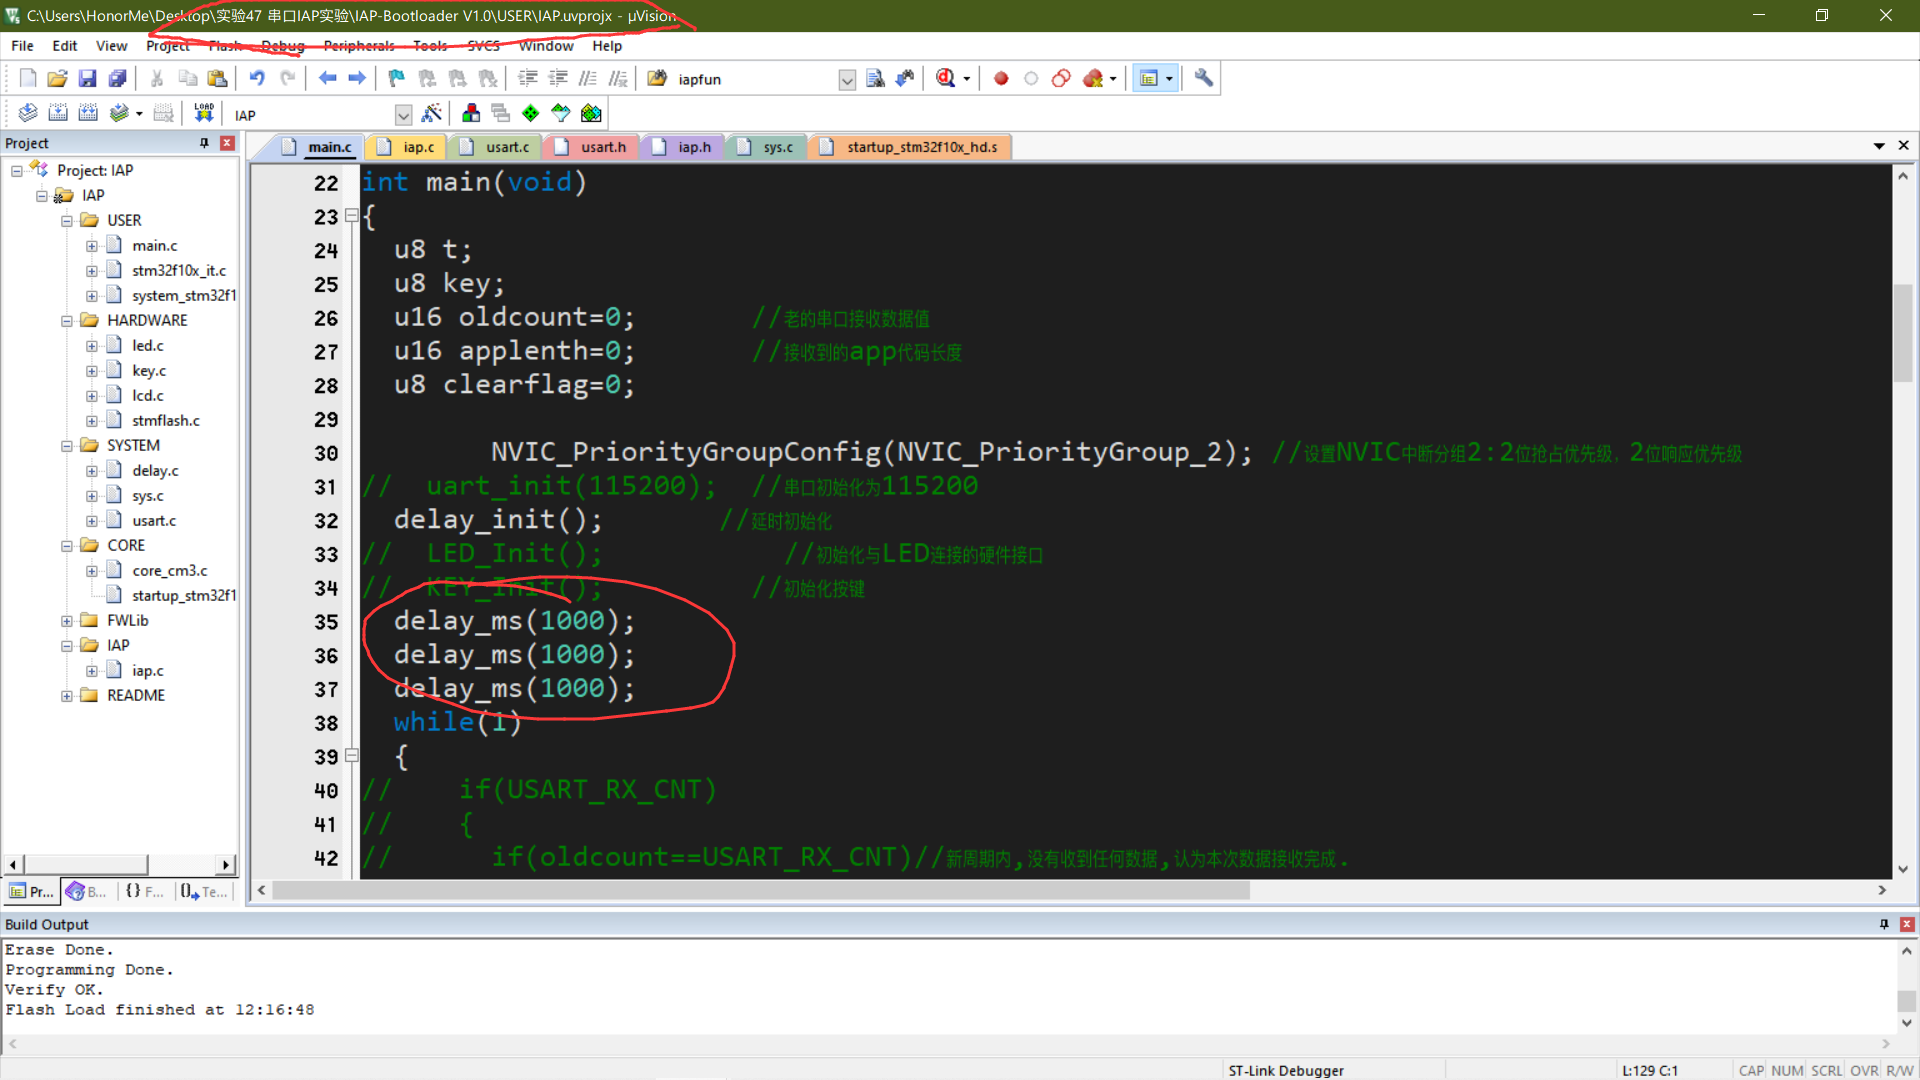 C:\Users\HonorMe\Desktop\实验47 串口IAP实验\IAP-Bootloader V1.0\USER\IAP.uvprojx - µVision
File Edit View Project Flash Debug Peripherals Tools SVCS Window Help
iapfun
LOAD IAP
Project
main.c iap.c usart.c usart.h iap.h sys.c startup_stm32f10x_hd.s
Project: IAP
IAP
USER
main.c
stm32f10x_it.c
system_stm32f1
HARDWARE
led.c
key.c
lcd.c
stmflash.c
SYSTEM
delay.c
sys.c
usart.c
CORE
core_cm3.c
startup_stm32f1
FWLib
IAP
iap.c
README
Pr... B... {} F... Te...
22 int main(void)
23 {
24 u8 t;
25 u8 key;
26 u16 oldcount=0; //老的串口接收数据值
27 u16 applenth=0; //接收到的app代码长度
28 u8 clearflag=0;
29
30 NVIC_PriorityGroupConfig(NVIC_PriorityGroup_2); //设置NVIC中断分组2:2位抢占优先级，2位响应优先级
31 // uart_init(115200); //串口初始化为115200
32 delay_init(); //延时初始化
33 // LED_Init(); //初始化与LED连接的硬件接口
34 // KEY_Init(); //初始化按键
35 delay_ms(1000);
36 delay_ms(1000);
37 delay_ms(1000);
38 while(1)
39 {
40 // if(USART_RX_CNT)
41 // {
42 // if(oldcount==USART_RX_CNT)//新周期内,没有收到任何数据,认为本次数据接收完成.
Build Output
Erase Done.
Programming Done.
Verify OK.
Flash Load finished at 12:16:48
ST-Link Debugger L:129 C:1 CAP NUM SCRL OVR R/W